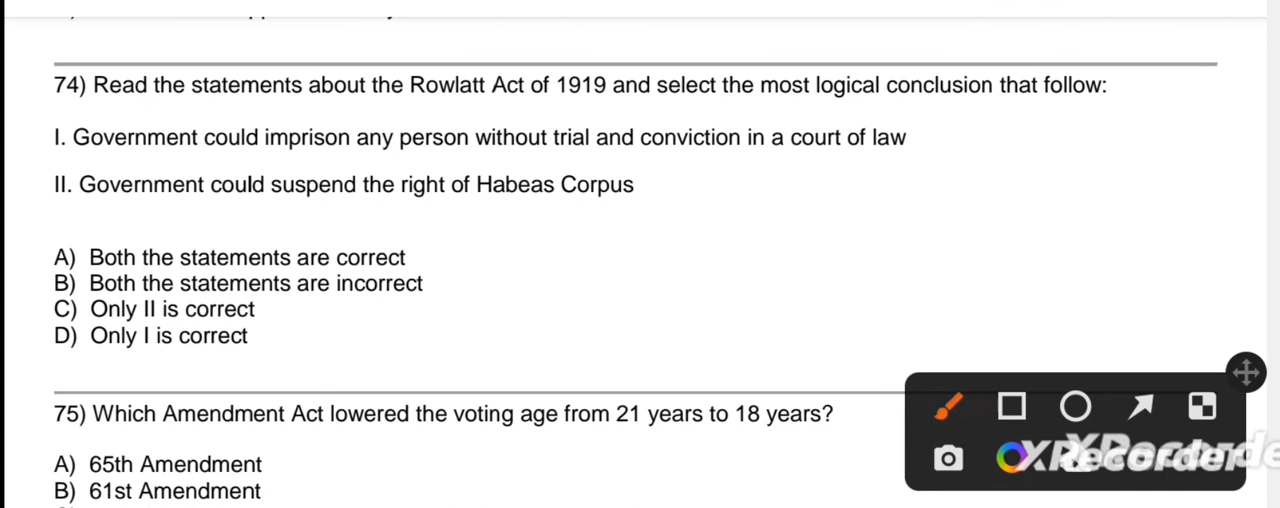 74) Read the statements about the Rowlatt Act of 1919 and select the most logical conclusion that follow:
I. Government could imprison any person without trial and conviction in a court of law
II. Government could suspend the right of Habeas Corpus
A) Both the statements are correct
B) Both the statements are incorrect
C) Only II is correct
D) Only I is correct
75) Which Amendment Act lowered the voting age from 21 years to 18 years?
A) 65th Amendment
B) 61st Amendment
XRecorder